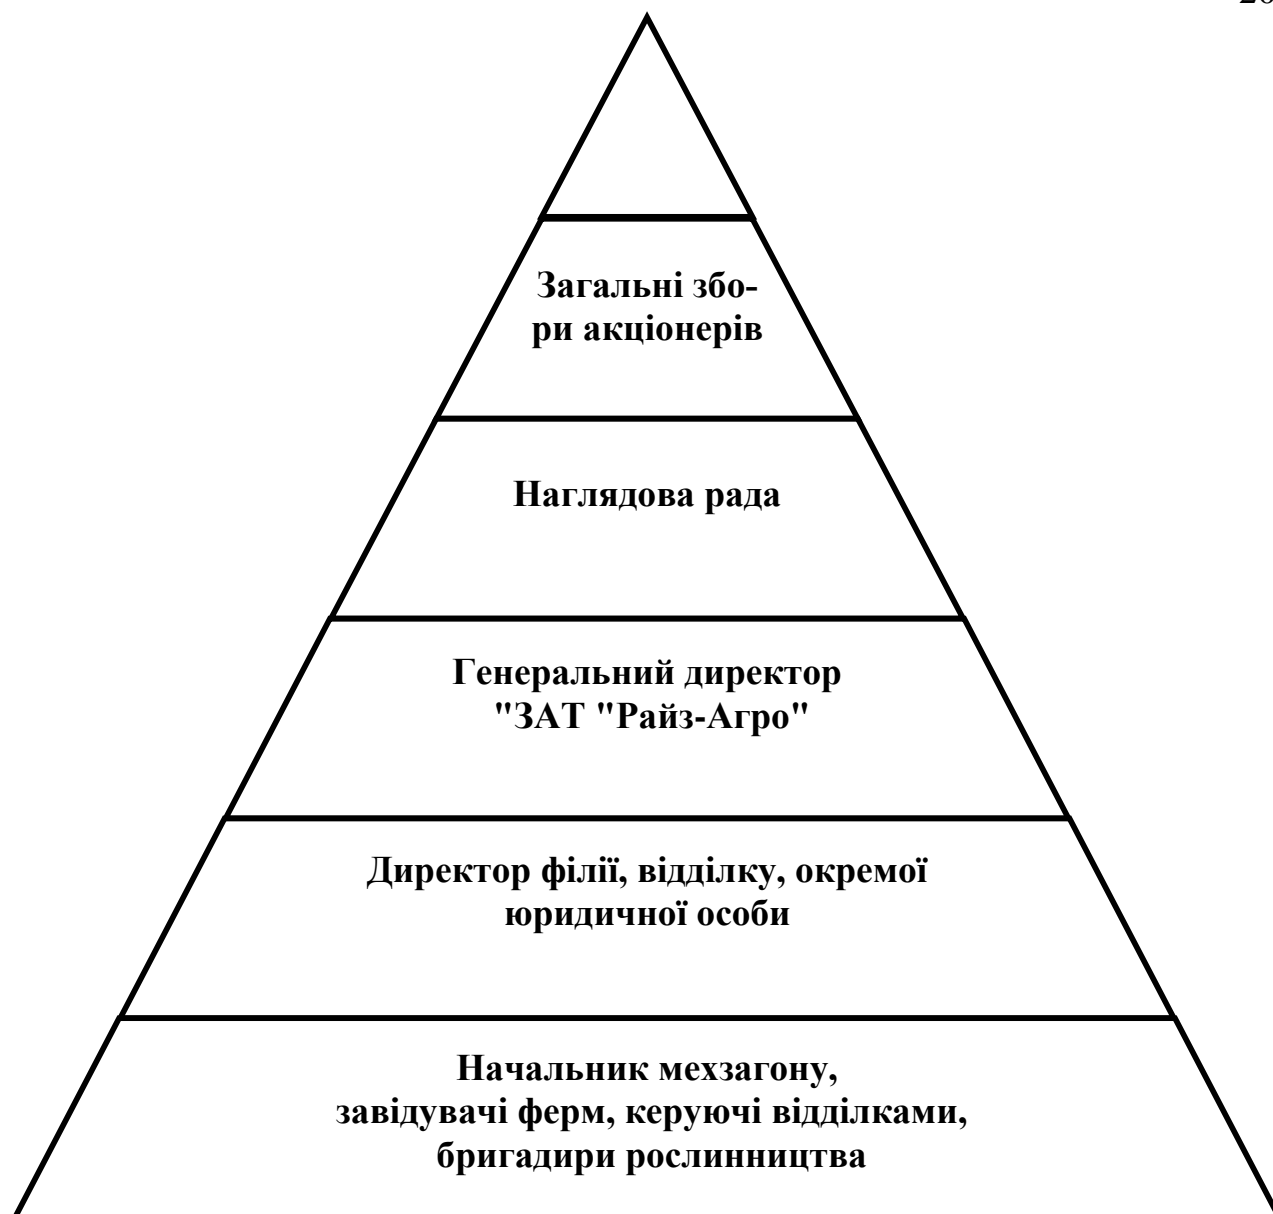 Загальні збо-
ри акціонерів
Наглядова рада
Генеральний директор
"ЗАТ "Райз-Агро"
Директор філії, відділку, окремої
юридичної особи
Начальник мехзагону,
завідувачі ферм, керуючі відділками,
бригадири рослинництва